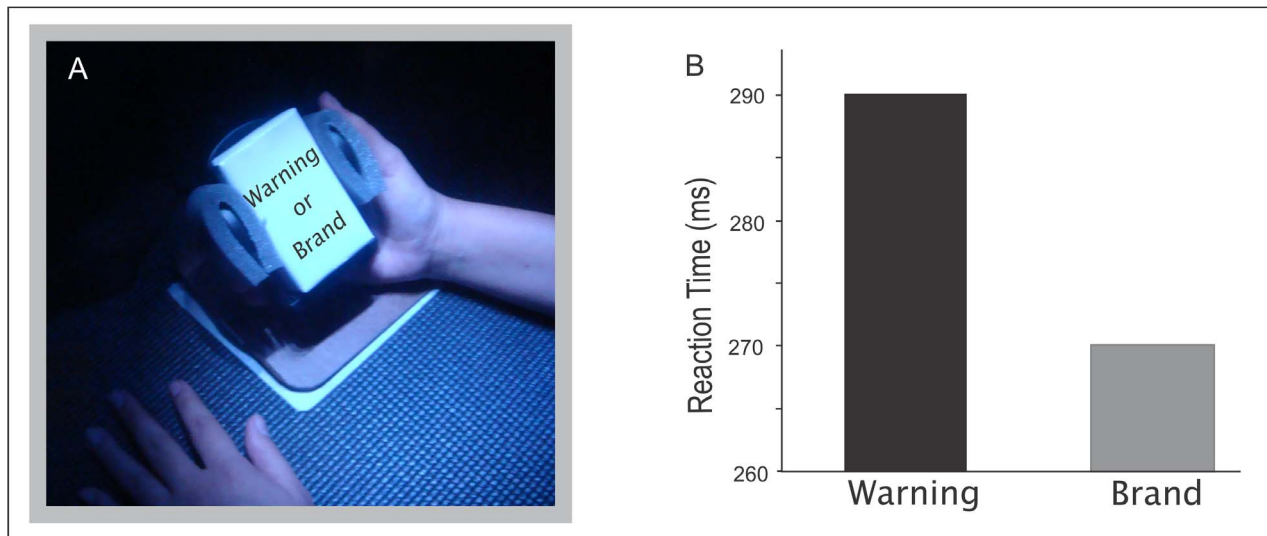 A
Warning
or
Brand
B
Reaction Time (ms)
290
280
270
260
Warning
Brand